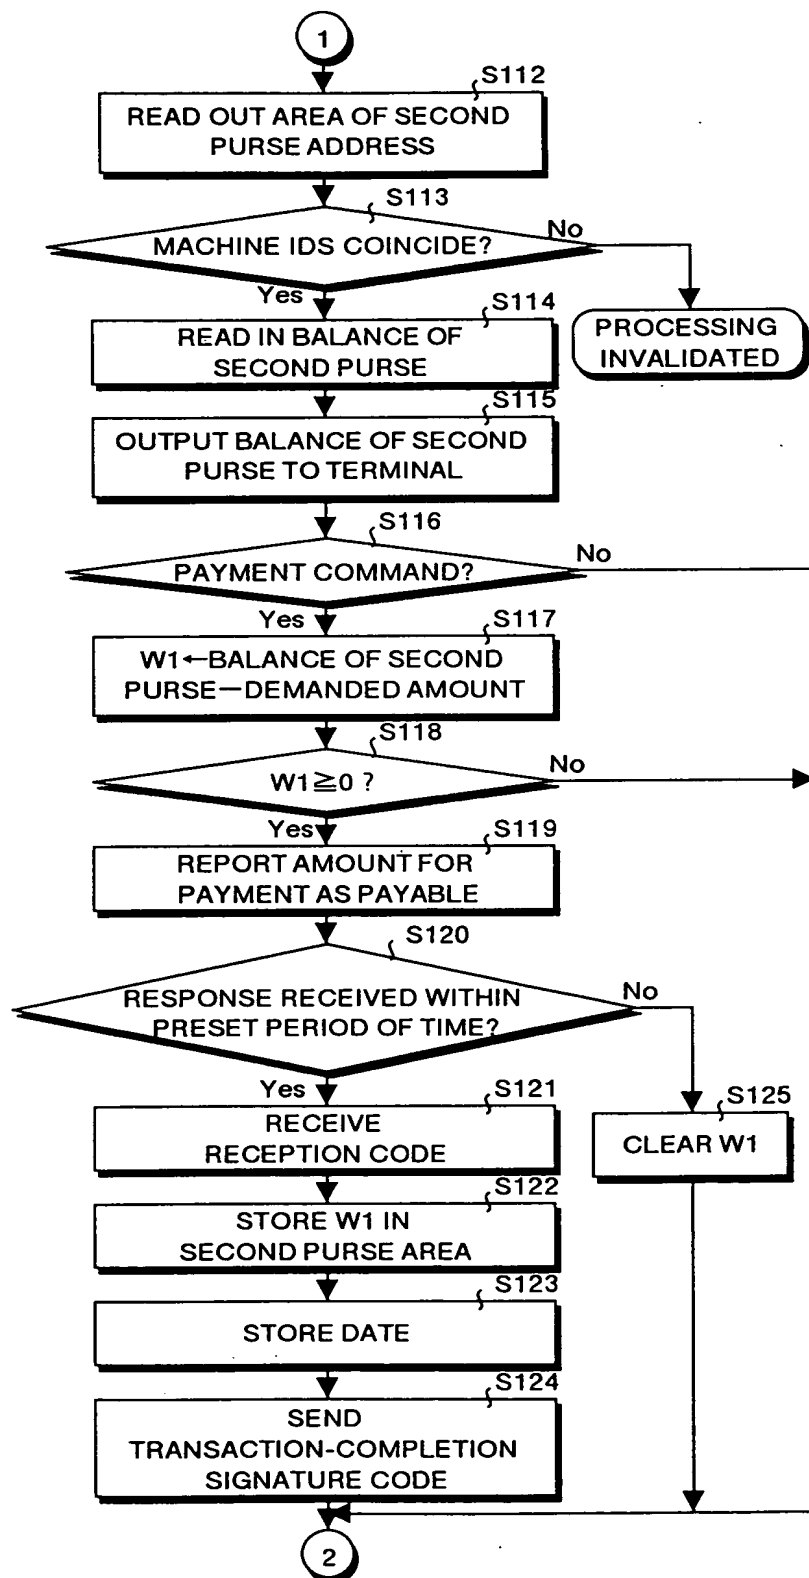 1
S112
READ OUT AREA OF SECOND
PURSE ADDRESS
S113
MACHINE IDS COINCIDE?
No
Yes
PROCESSING
INVALIDATED
S114
READ IN BALANCE OF
SECOND PURSE
S115
OUTPUT BALANCE OF SECOND
PURSE TO TERMINAL
S116
PAYMENT COMMAND?
No
Yes
S117
W1←BALANCE OF SECOND
PURSE−DEMANDED AMOUNT
S118
W1≧0 ?
No
Yes
S119
REPORT AMOUNT FOR
PAYMENT AS PAYABLE
S120
RESPONSE RECEIVED WITHIN
PRESET PERIOD OF TIME?
No
Yes
S121
RECEIVE
RECEPTION CODE
S125
CLEAR W1
S122
STORE W1 IN
SECOND PURSE AREA
S123
STORE DATE
S124
SEND
TRANSACTION-COMPLETION
SIGNATURE CODE
2